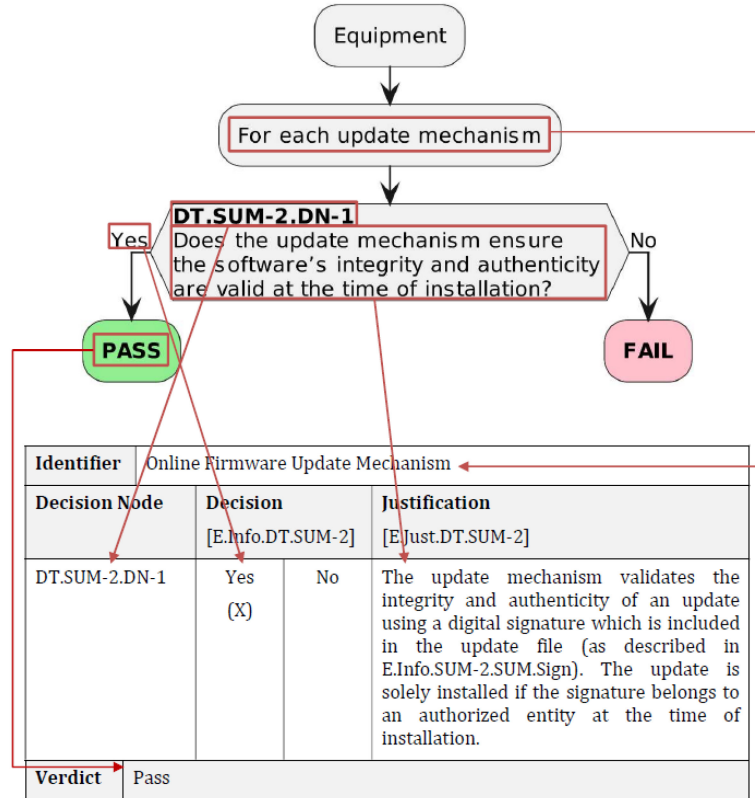 Equipment
For each update mechanism
DT.SUM-2.DN-1
Yes
Does the update mechanism ensure
the software's integrity and authenticity
are valid at the time of installation?
No
PASS
FAIL
Identifier Online Firmware Update Mechanism
Decision Node Decision Justification
[E.Info.DT.SUM-2] [E.Just.DT.SUM-2]
DT.SUM-2.DN-1 Yes No The update mechanism validates the
(X) integrity and authenticity of an update
using a digital signature which is included
in the update file (as described in
E.Info.SUM-2.SUM.Sign). The update is
solely installed if the signature belongs to
an authorized entity at the time of
installation.
Verdict Pass